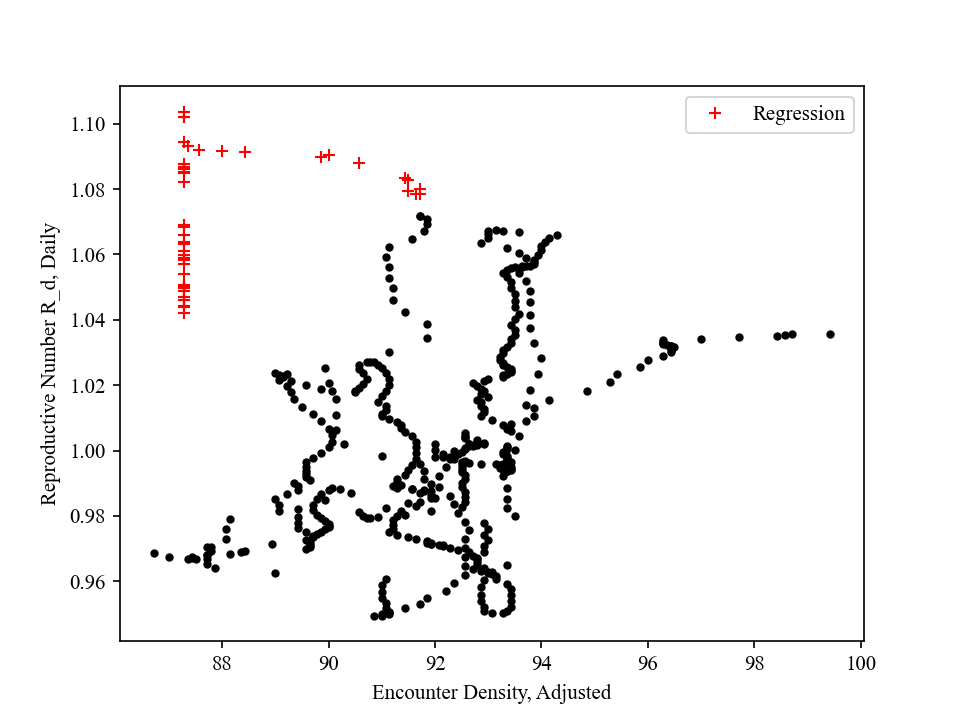 Regression
1.10
1.08
1.06
1.04
1.02
1.00
0.98
0.96
Reproductive Number R_d, Daily
88 90 92 94 96 98 100
Encounter Density, Adjusted